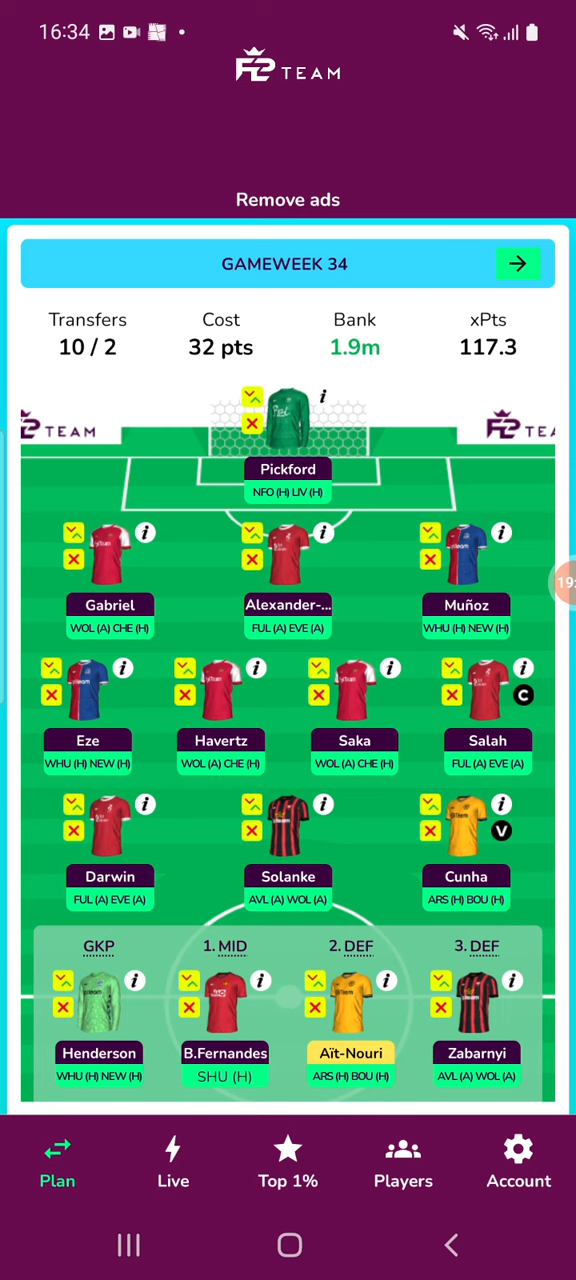 16:34
FPL TEAM
Remove ads
GAMEWEEK 34
Transfers Cost Bank xPts
10 / 2 32 pts 1.9m 117.3
TEAM
Pickford
NFO (H) LIV (H)
Gabriel Alexander-... Muñoz
WOL (A) CHE (H) FUL (A) EVE (A) WHU (H) NEW (H)
Eze Havertz Saka Salah
WHU (H) NEW (H) WOL (A) CHE (H) WOL (A) CHE (H) FUL (A) EVE (A)
C
Darwin Solanke Cunha
FUL (A) EVE (A) AVL (A) WOL (A) ARS (H) BOU (H)
V
GKP 1. MID 2. DEF 3. DEF
Henderson B.Fernandes Aït-Nouri Zabarnyi
WHU (H) NEW (H) SHU (H) ARS (H) BOU (H) AVL (A) WOL (A)
Plan Live Top 1% Players Account